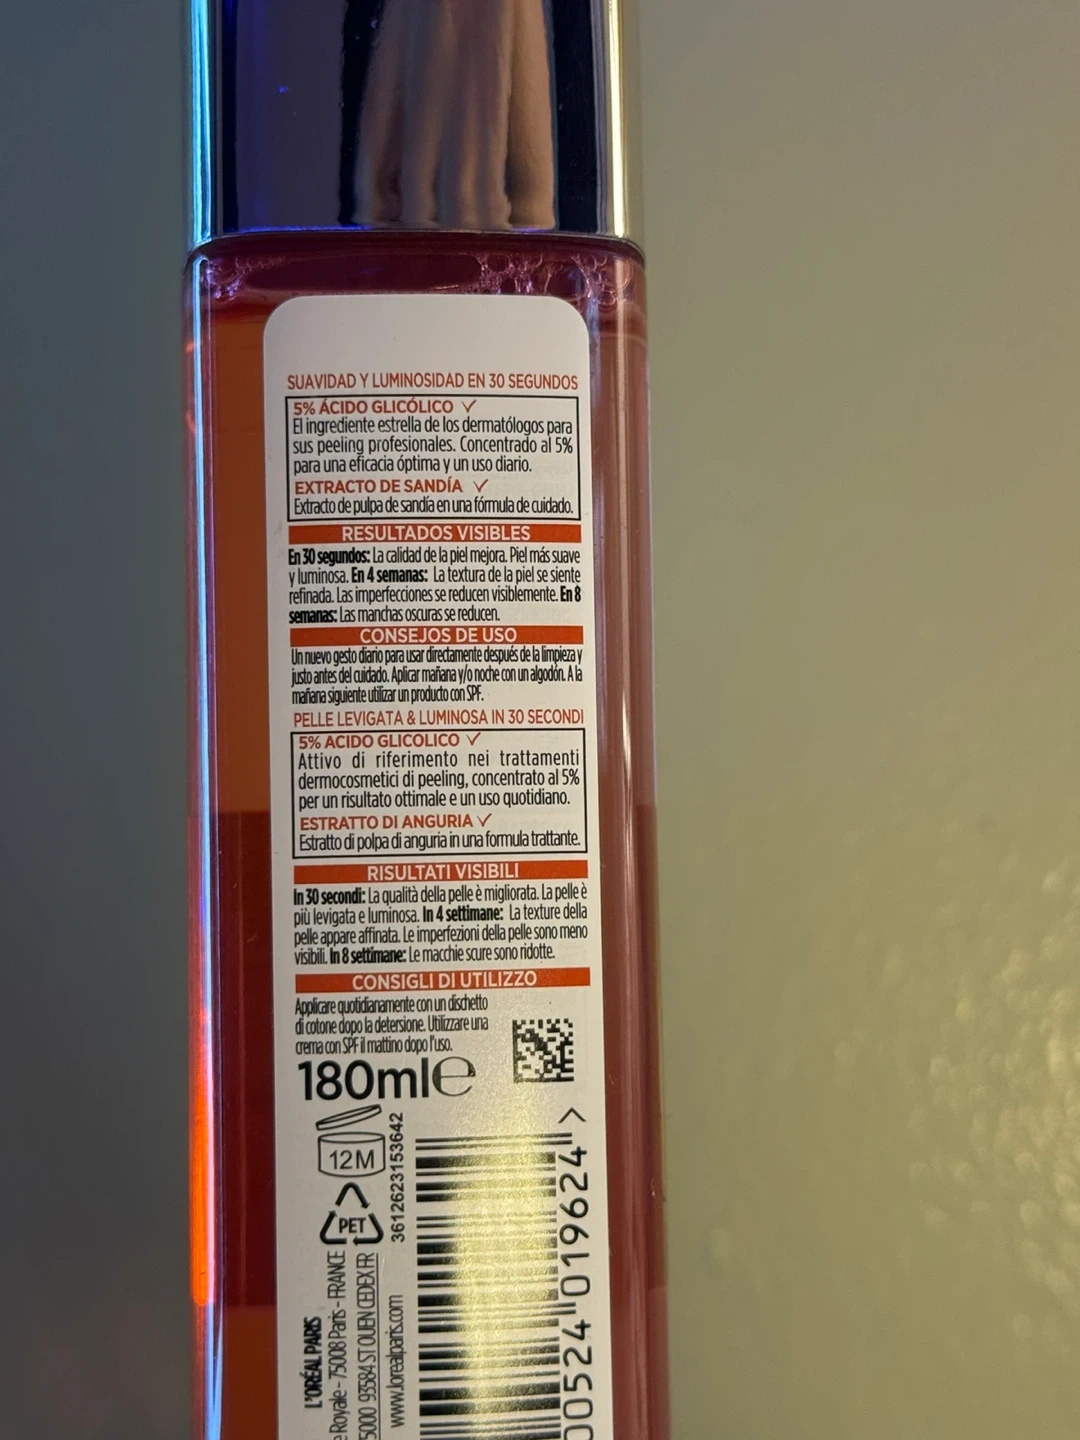 SUAVIDAD Y LUMINOSIDAD EN 30 SEGUNDOS
5% ÁCIDO GLICÓLICO ✓
El ingrediente estrella de los dermatólogos para
sus peeling profesionales. Concentrado al 5%
para una eficacia óptima y un uso diario.
EXTRACTO DE SANDÍA ✓
Extracto de pulpa de sandía en una fórmula de cuidado.
RESULTADOS VISIBLES
En 30 segundos: La calidad de la piel mejora. Piel más suave
y luminosa. En 4 semanas: La textura de la piel se siente
refinada. Las imperfecciones se reducen visiblemente. En 8
semanas: Las manchas oscuras se reducen.
CONSEJOS DE USO
Un nuevo gesto diario para usar directamente después de la limpieza y
justo antes del cuidado. Aplicar mañana y/o noche con un algodón. A la
mañana siguiente utilizar un producto con SPF.
PELLE LEVIGATA & LUMINOSA IN 30 SECONDI
5% ACIDO GLICOLICO ✓
Attivo di riferimento nei trattamenti
dermocosmetici di peeling, concentrato al 5%
per un risultato ottimale e un uso quotidiano.
ESTRATTO DI ANGURIA ✓
Estratto di polpa di anguria in una formula trattante.
RISULTATI VISIBILI
In 30 secondi: La qualità della pelle è migliorata. La pelle è
più levigata e luminosa. In 4 settimane: La texture della
pelle appare affinata. Le imperfezioni della pelle sono meno
visibili. In 8 settimane: Le macchie scure sono ridotte.
CONSIGLI DI UTILIZZO
Applicare quotidianamente con un dischetto
di cotone dopo la detersione. Utilizzare una
crema con SPF il mattino dopo l'uso.
180ml℮
12M
PET
L'ORÉAL PARIS
Royale - 75008 Paris - FRANCE
5000 93584 ST OUEN CEDEX FR
www.lorealparis.com
3612623153642
00524 019624 >